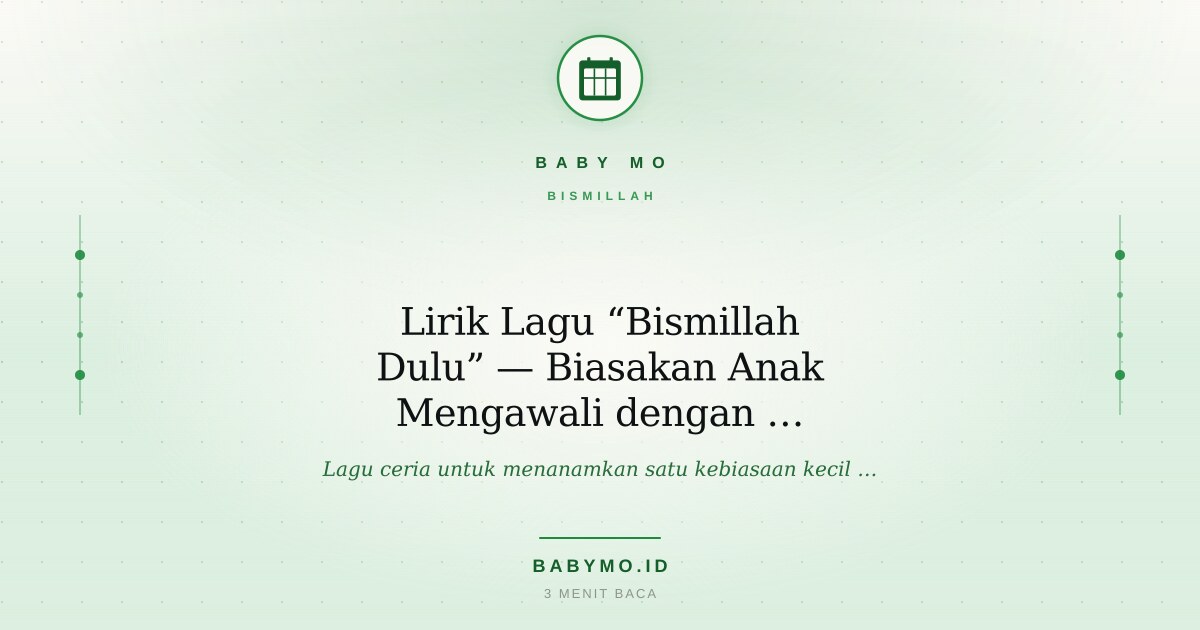 BABY MO
BISMILLAH
Lirik Lagu “Bismillah
Dulu” — Biasakan Anak
Mengawali dengan …
Lagu ceria untuk menanamkan satu kebiasaan kecil …
BABYMO.ID
3 MENIT BACA